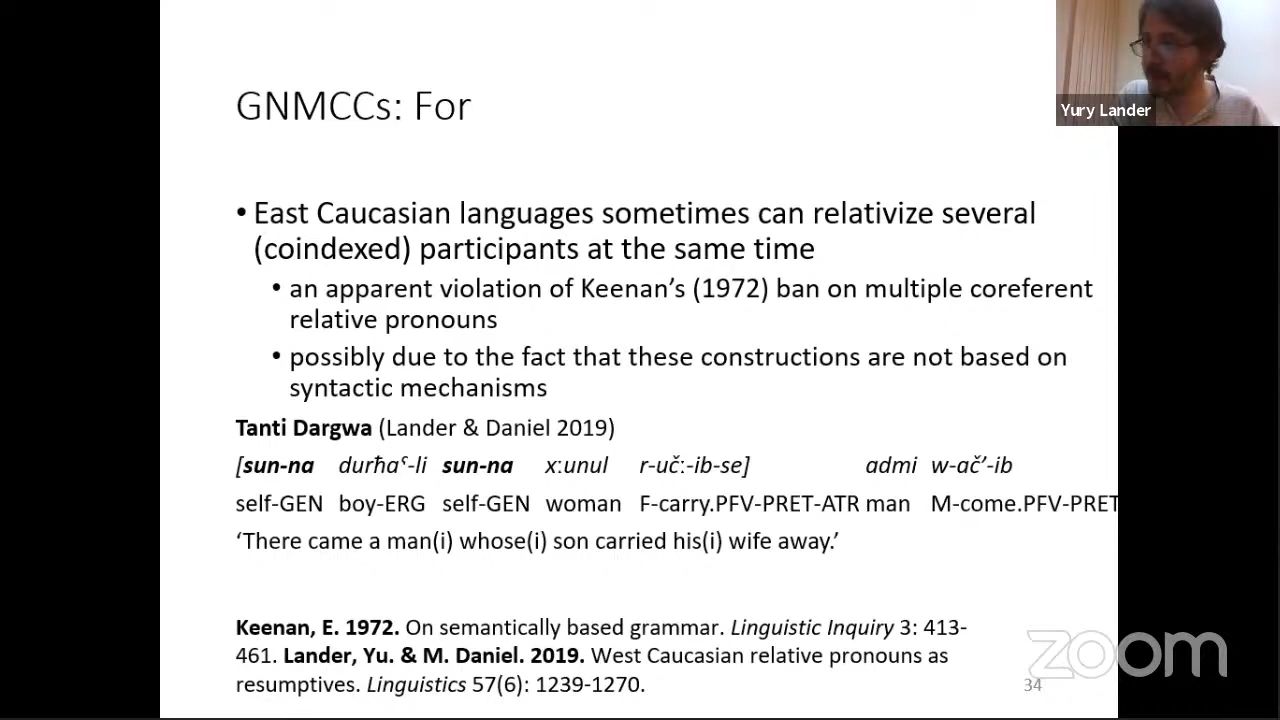 GNMCCs: For
Yury Lander
• East Caucasian languages sometimes can relativize several
(coindexed) participants at the same time
• an apparent violation of Keenan’s (1972) ban on multiple coreferent
relative pronouns
• possibly due to the fact that these constructions are not based on
syntactic mechanisms
Tanti Dargwa (Lander & Daniel 2019)
[sun-na durħaˤ-li sun-na xːunul r-učː-ib-se] admi w-ač’-ib
self-GEN boy-ERG self-GEN woman F-carry.PFV-PRET-ATR man M-come.PFV-PRET
‘There came a man(i) whose(i) son carried his(i) wife away.’
Keenan, E. 1972. On semantically based grammar. Linguistic Inquiry 3: 413-
461. Lander, Yu. & M. Daniel. 2019. West Caucasian relative pronouns as
resumptives. Linguistics 57(6): 1239-1270.
zoom
34